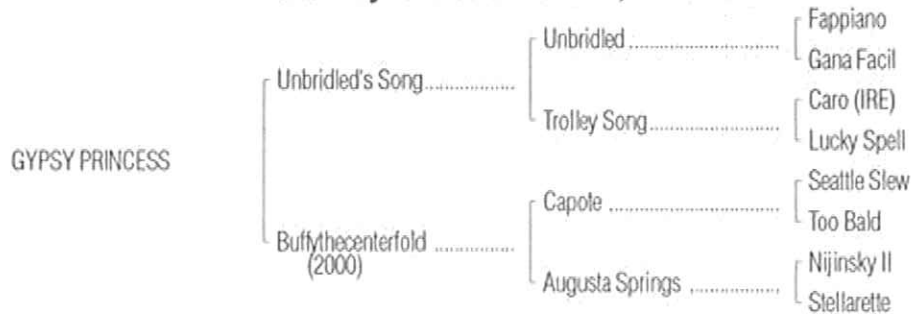 Fappiano
Unbridled
Gana Facil
Unbridled's Song
Caro (IRE)
Trolley Song
Lucky Spell
GYPSY PRINCESS
Seattle Slew
Capote
Too Bald
Buffythecenterfold
(2000)
Nijinsky II
Augusta Springs
Stellarette